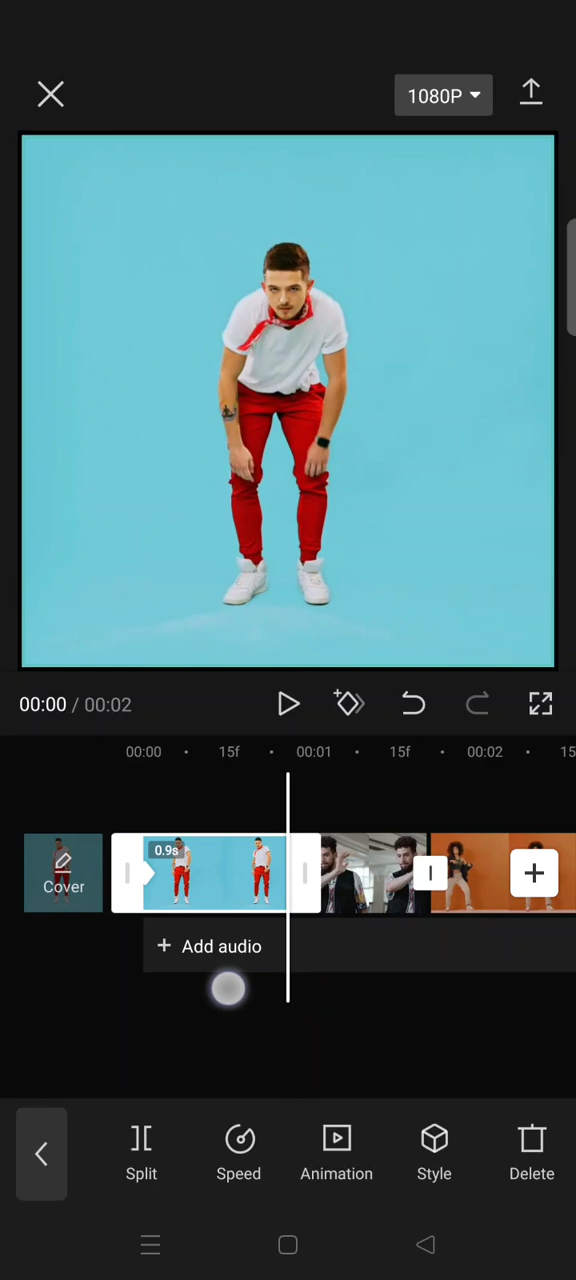 1080P
00:00 / 00:02
00:00 15f 00:01 15f 00:02 15
0.9s
Cover
+ Add audio
Split Speed Animation Style Delete